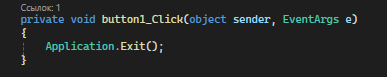 Ссылок: 1
private void button1_Click(object sender, EventArgs e)
{
    Application.Exit();
}